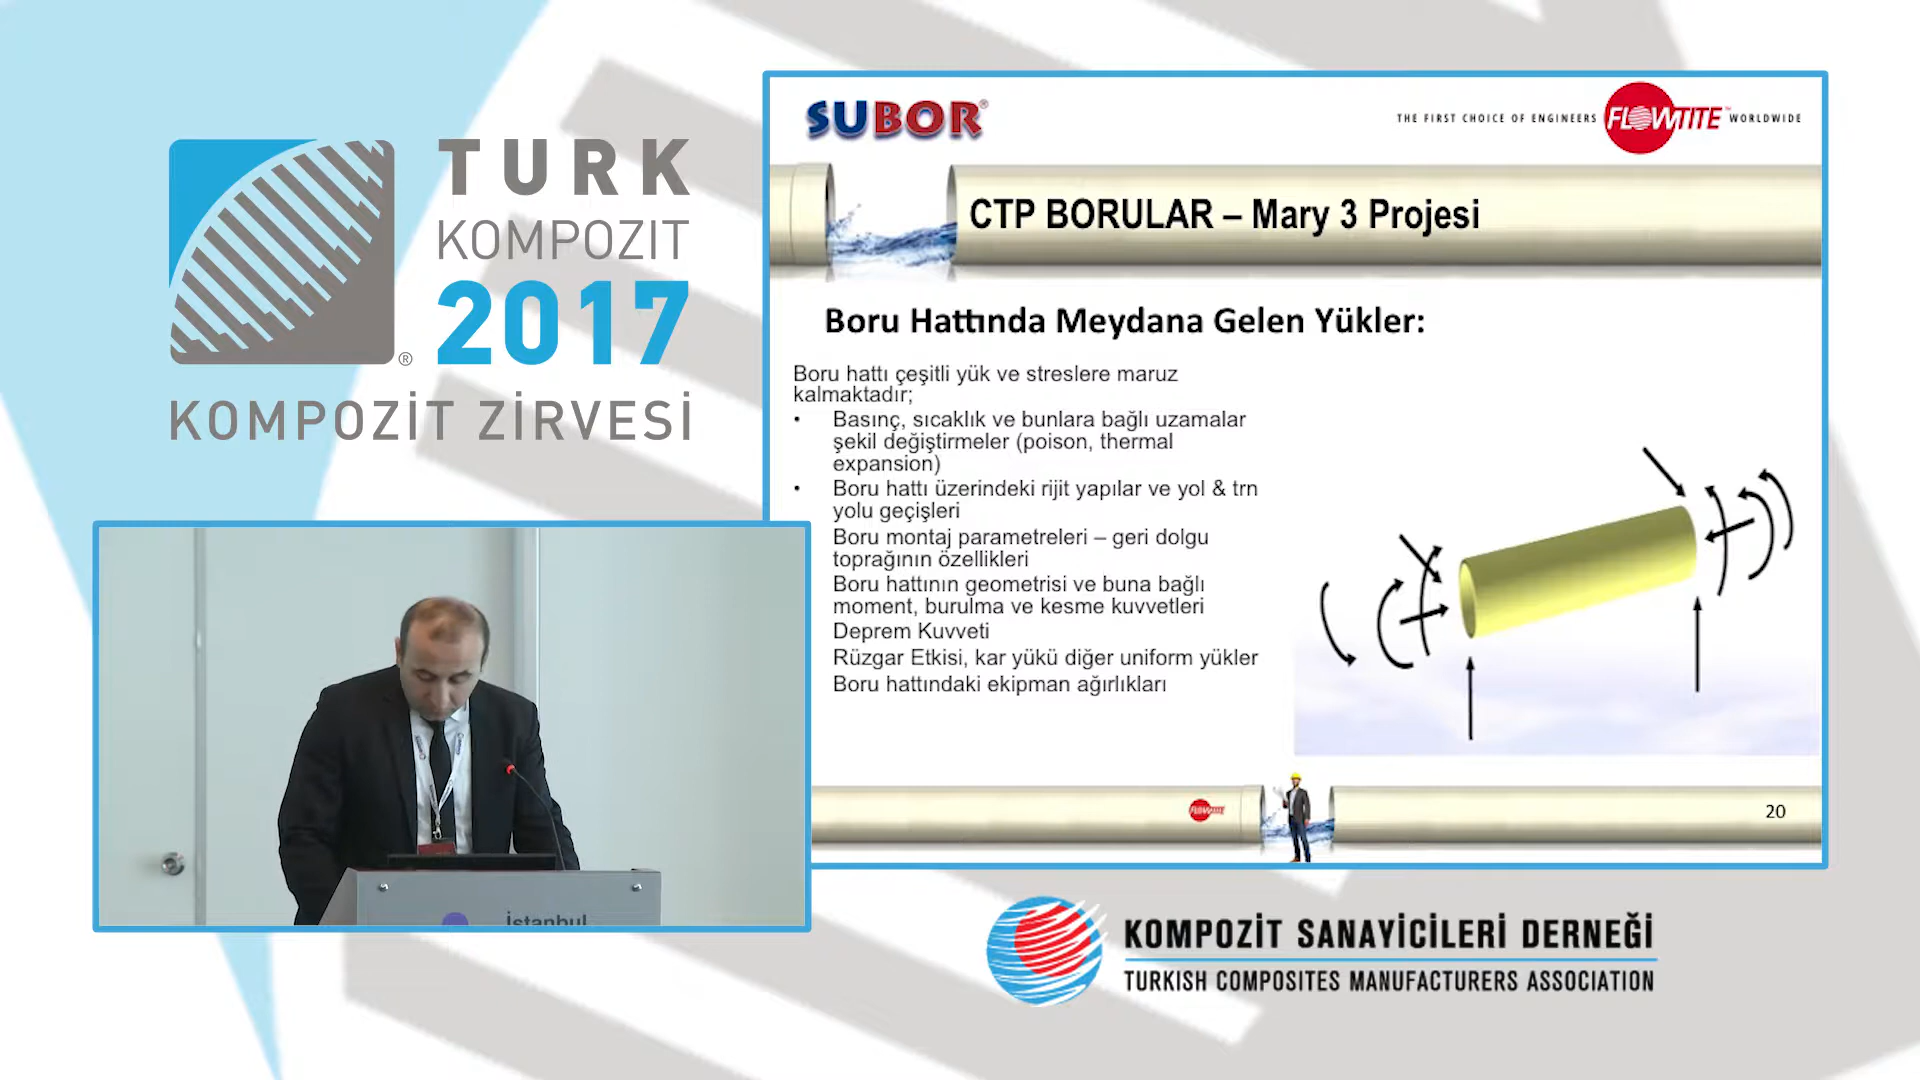 TURK
KOMPOZIT
2017
®
KOMPOZİT ZİRVESİ
SUBOR®
THE FIRST CHOICE OF ENGINEERS FLOWTITE™ WORLDWIDE
CTP BORULAR – Mary 3 Projesi
Boru Hattında Meydana Gelen Yükler:
Boru hattı çeşitli yük ve streslere maruz
kalmaktadır;
• Basınç, sıcaklık ve bunlara bağlı uzamalar
şekil değiştirmeler (poison, thermal
expansion)
• Boru hattı üzerindeki rijit yapılar ve yol & trn
yolu geçişleri
Boru montaj parametreleri – geri dolgu
toprağının özellikleri
Boru hattının geometrisi ve buna bağlı
moment, burulma ve kesme kuvvetleri
Deprem Kuvveti
Rüzgar Etkisi, kar yükü diğer uniform yükler
Boru hattındaki ekipman ağırlıkları
FLOWTITE
20
İstanbul
KOMPOZİT SANAYİCİLERİ DERNEĞİ
TURKISH COMPOSITES MANUFACTURERS ASSOCIATION